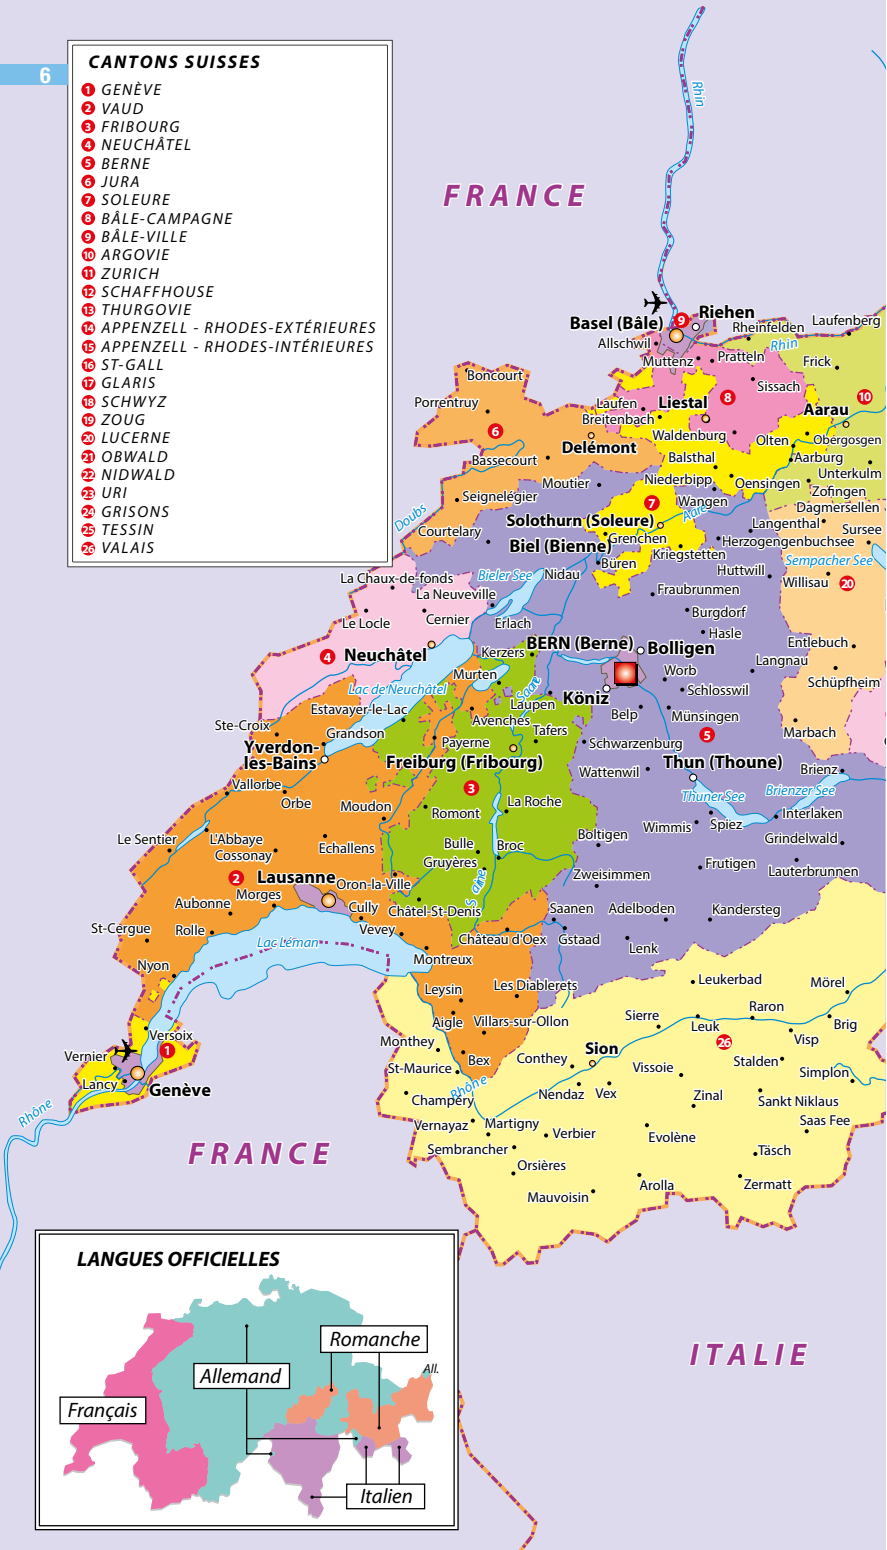 6
CANTONS SUISSES
1 GENÈVE
2 VAUD
3 FRIBOURG
4 NEUCHÂTEL
5 BERNE
6 JURA
7 SOLEURE
8 BÂLE-CAMPAGNE
9 BÂLE-VILLE
10 ARGOVIE
11 ZURICH
12 SCHAFFHOUSE
13 THURGOVIE
14 APPENZELL - RHODES-EXTÉRIEURES
15 APPENZELL - RHODES-INTÉRIEURES
16 ST-GALL
17 GLARIS
18 SCHWYZ
19 ZOUG
20 LUCERNE
21 OBWALD
22 NIDWALD
23 URI
24 GRISONS
25 TESSIN
26 VALAIS
Rhin
FRANCE
Riehen
9
Basel (Bâle)
Laufenberg
Rheinfelden
Allschwil
Rhin
Pratteln
Muttenz
Frick
Boncourt
Sissach
Porrentruy
Laufen
Liestal
8
10
Aarau
Breitenbach
6
Waldenburg
Olten
Obergosgen
Delémont
Bassecourt
Balsthal
Aarburg
Moutier
Niederbipp
Oensingen
Unterkulm
Seignelégier
7
Wangen
Zofingen
Doubs
Solothurn (Soleure)
Aare
Dagmersellen
Courtelary
Grenchen
Langenthal
Sursee
Biel (Bienne)
Kriegstetten
Herzogengenbuchsee
Büren
Sempacher See
La Chaux-de-fonds
Bieler See
Nidau
Huttwil
Willisau
20
La Neuveville
Fraubrunmen
Le Locle
Cernier
Erlach
Burgdorf
Hasle
4
Neuchâtel
Kerzers
BERN (Berne)
Bolligen
Entlebuch
Langnau
Murten
Worb
Schüpfheim
Lac de Neuchâtel
Saane
Köniz
Schlosswil
Estavayer-le-Lac
Laupen
Belp
Münsingen
Ste-Croix
Grandson
Avenches
Tafers
5
Marbach
Yverdon-
les-Bains
Payerne
Schwarzenburg
Freiburg (Fribourg)
Thun (Thoune)
Wattenwil
Brienz
Vallorbe
3
Thuner See
Brienzer See
Orbe
Moudon
Romont
La Roche
Interlaken
Wimmis
Spiez
Le Sentier
L'Abbaye
Echallens
Bulle
Broc
Boltigen
Grindelwald
Cossonay
Gruyères
Frutigen
Lauterbrunnen
2
Lausanne
Oron-la-Ville
Saane
Zweisimmen
Morges
Aubonne
Cully
Châtel-St-Denis
Saanen
Adelboden
Kandersteg
St-Cergue
Rolle
Vevey
Château d'Oex
Gstaad
Lac Léman
Lenk
Nyon
Montreux
Leysin
Les Diablerets
Leukerbad
Mörel
Raron
Versoix
Aigle
Villars-sur-Ollon
Sierre
Leuk
Brig
Monthey
26
Visp
Vernier
1
Sion
Bex
Conthey
Stalden
St-Maurice
Vissoie
Simplon
Lancy
Genève
Rhône
Nendaz
Vex
Zinal
Champéry
Sankt Niklaus
Rhône
Vernayaz
Martigny
Saas Fee
Verbier
Evolène
FRANCE
Sembrancher
Täsch
Orsières
Arolla
Zermatt
Mauvoisin
LANGUES OFFICIELLES
Romanche
Allemand
All.
Français
Italien
ITALIE